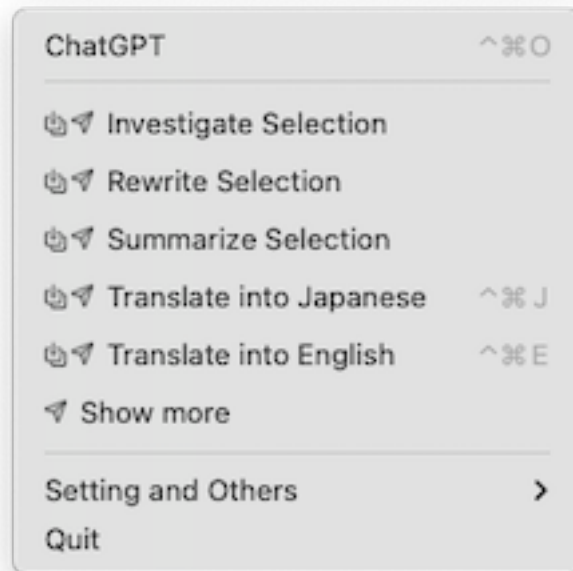 ChatGPT ^⌘O
Investigate Selection
Rewrite Selection
Summarize Selection
Translate into Japanese ^⌘J
Translate into English ^⌘E
Show more
Setting and Others >
Quit